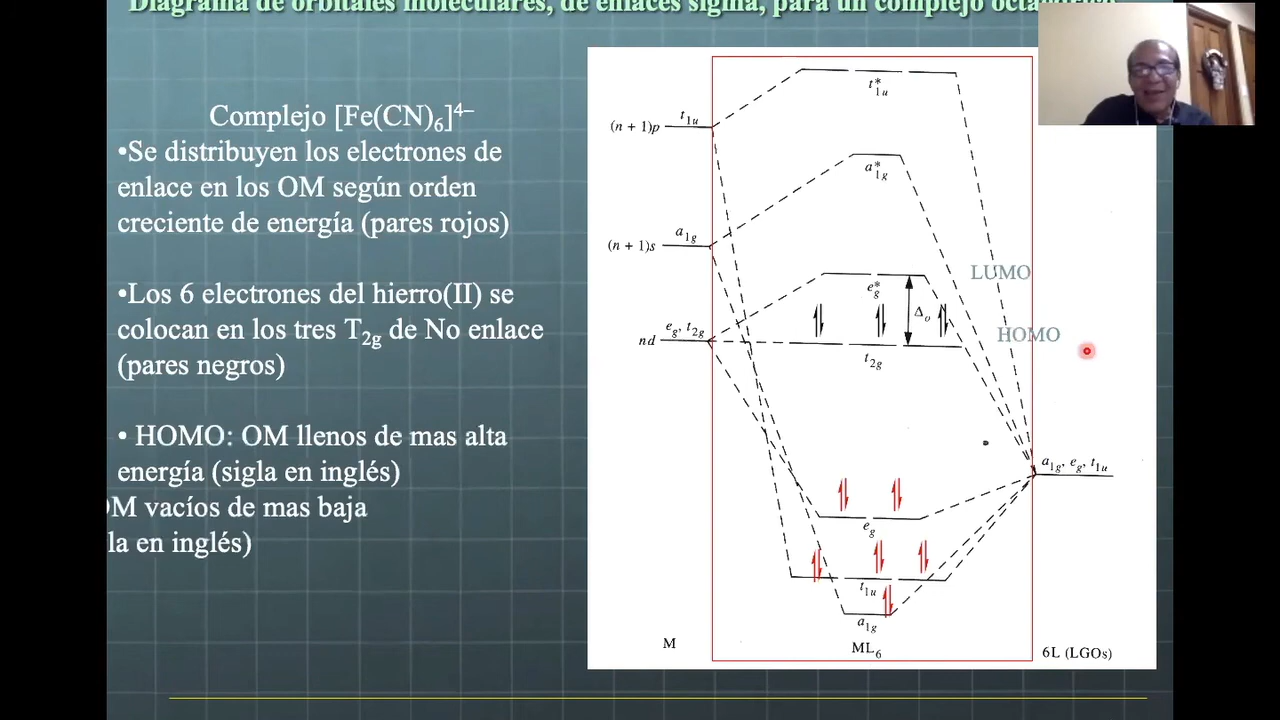 Diagrama de orbitales moleculares, de enlaces sigma, para un complejo
Complejo [Fe(CN)₆]⁴⁻
•Se distribuyen los electrones de
enlace en los OM según orden
creciente de energía (pares rojos)
•Los 6 electrones del hierro(II) se
colocan en los tres T₂g de No enlace
(pares negros)
• HOMO: OM llenos de mas alta
energía (sigla en inglés)
OM vacíos de mas baja
la en inglés)
t*₁ᵤ
t₁ᵤ
(n + 1)p
a*₁g
a₁g
(n + 1)s
LUMO
e*g
Δₒ
eg, t₂g
nd
HOMO
t₂g
a₁g, eg, t₁ᵤ
eg
t₁ᵤ
a₁g
M
ML₆
6L (LGOs)